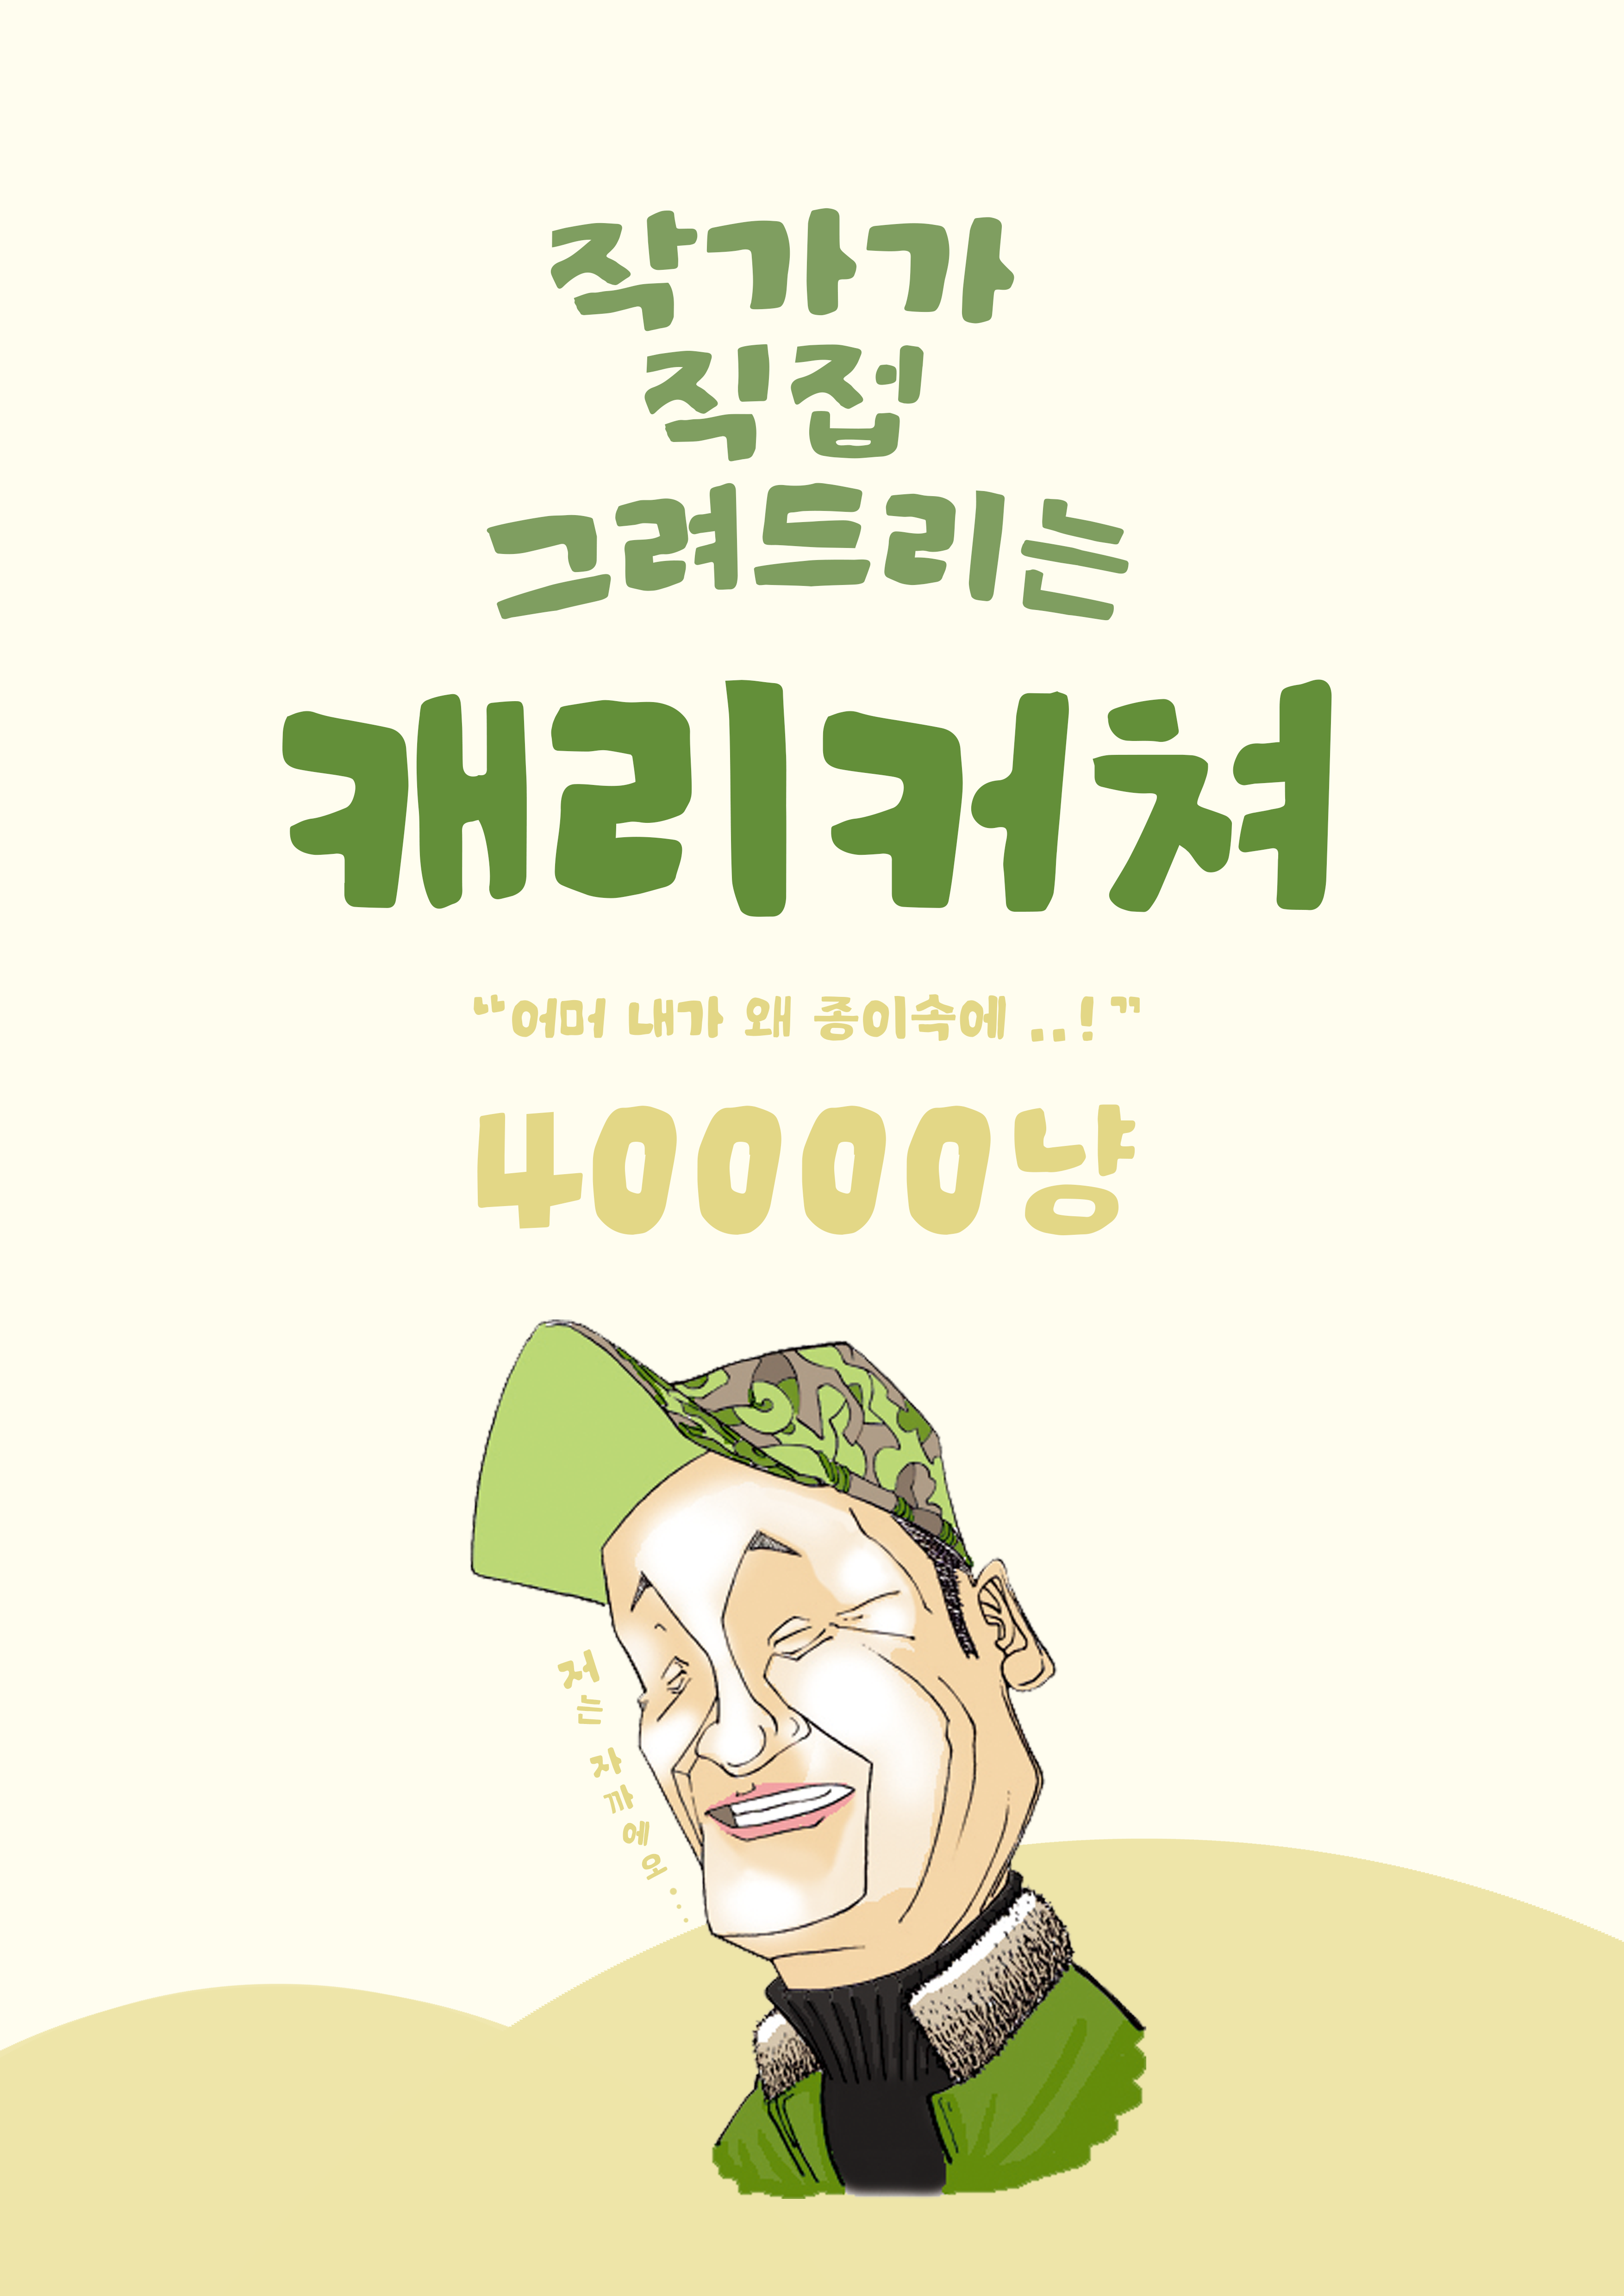 작가가
직접
그려드리는
캐리커쳐
“어머 내가 왜 종이속에 ..! ”
40000냥
저는 자까에오...